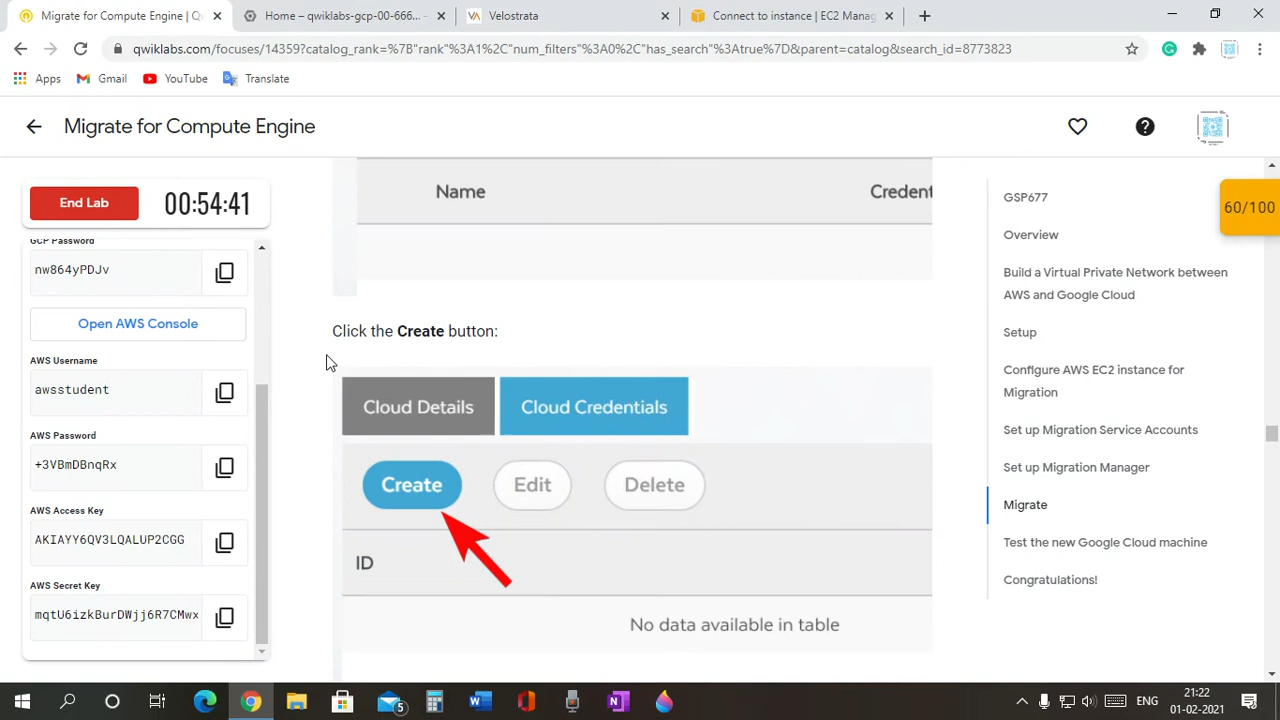 Migrate for Compute Engine | Q
Home – qwiklabs-gcp-00-666...
Velostrata
Connect to instance | EC2 Manag
qwiklabs.com/focuses/14359?catalog_rank=%7B"rank"%3A1%2C"num_filters"%3A0%2C"has_search"%3Atrue%7D&parent=catalog&search_id=8773823
Apps
Gmail
YouTube
Translate
Migrate for Compute Engine
End Lab
00:54:41
GCP Password
nw864yPDJv
Open AWS Console
AWS Username
awsstudent
AWS Password
+3VBmDBnqRx
AWS Access Key
AKIAYY6QV3LQALUP2CGG
AWS Secret Key
mqtU6izkBurDWjj6R7CMwx
Name
Credent
Click the Create button:
Cloud Details
Cloud Credentials
Create
Edit
Delete
ID
No data available in table
GSP677
Overview
Build a Virtual Private Network between
AWS and Google Cloud
Setup
Configure AWS EC2 instance for
Migration
Set up Migration Service Accounts
Set up Migration Manager
Migrate
Test the new Google Cloud machine
Congratulations!
60/100
5
ENG
21:22
01-02-2021